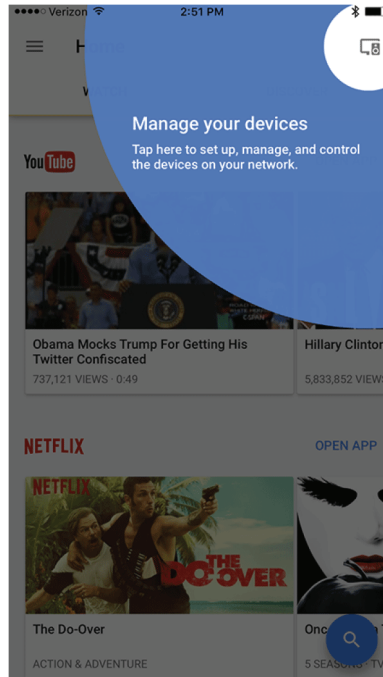 Verizon
2:51 PM
Manage your devices
Tap here to set up, manage, and control
the devices on your network.
YouTube
Obama Mocks Trump For Getting His
Twitter Confiscated
737,121 VIEWS · 0:49
Hillary Clinton
5,833,852 VIEWS
NETFLIX
OPEN APP
NETFLIX
THE
DO-OVER
The Do-Over
ACTION & ADVENTURE
5 SEASONS · TV